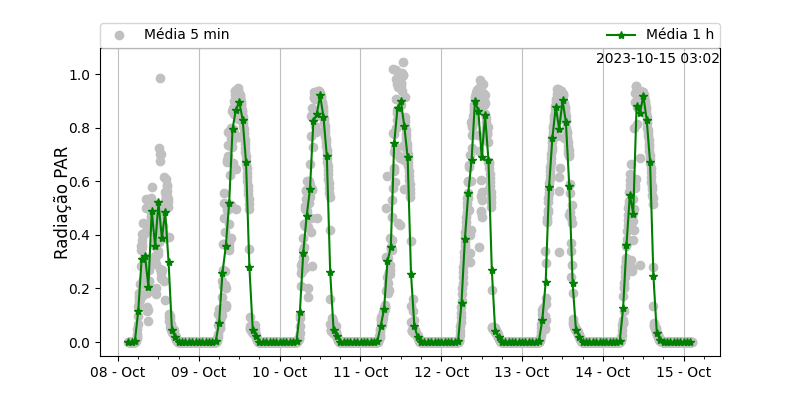 Média 5 min
Média 1 h
2023-10-15 03:02
Radiação PAR
1.0
0.8
0.6
0.4
0.2
0.0
08 - Oct
09 - Oct
10 - Oct
11 - Oct
12 - Oct
13 - Oct
14 - Oct
15 - Oct